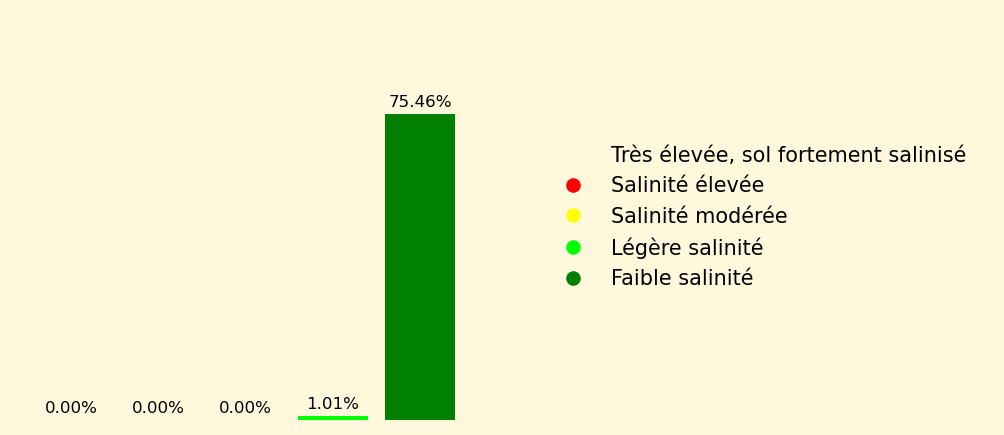 75.46%
Très élevée, sol fortement salinisé
Salinité élevée
Salinité modérée
Légère salinité
Faible salinité
0.00% 0.00% 0.00% 1.01%